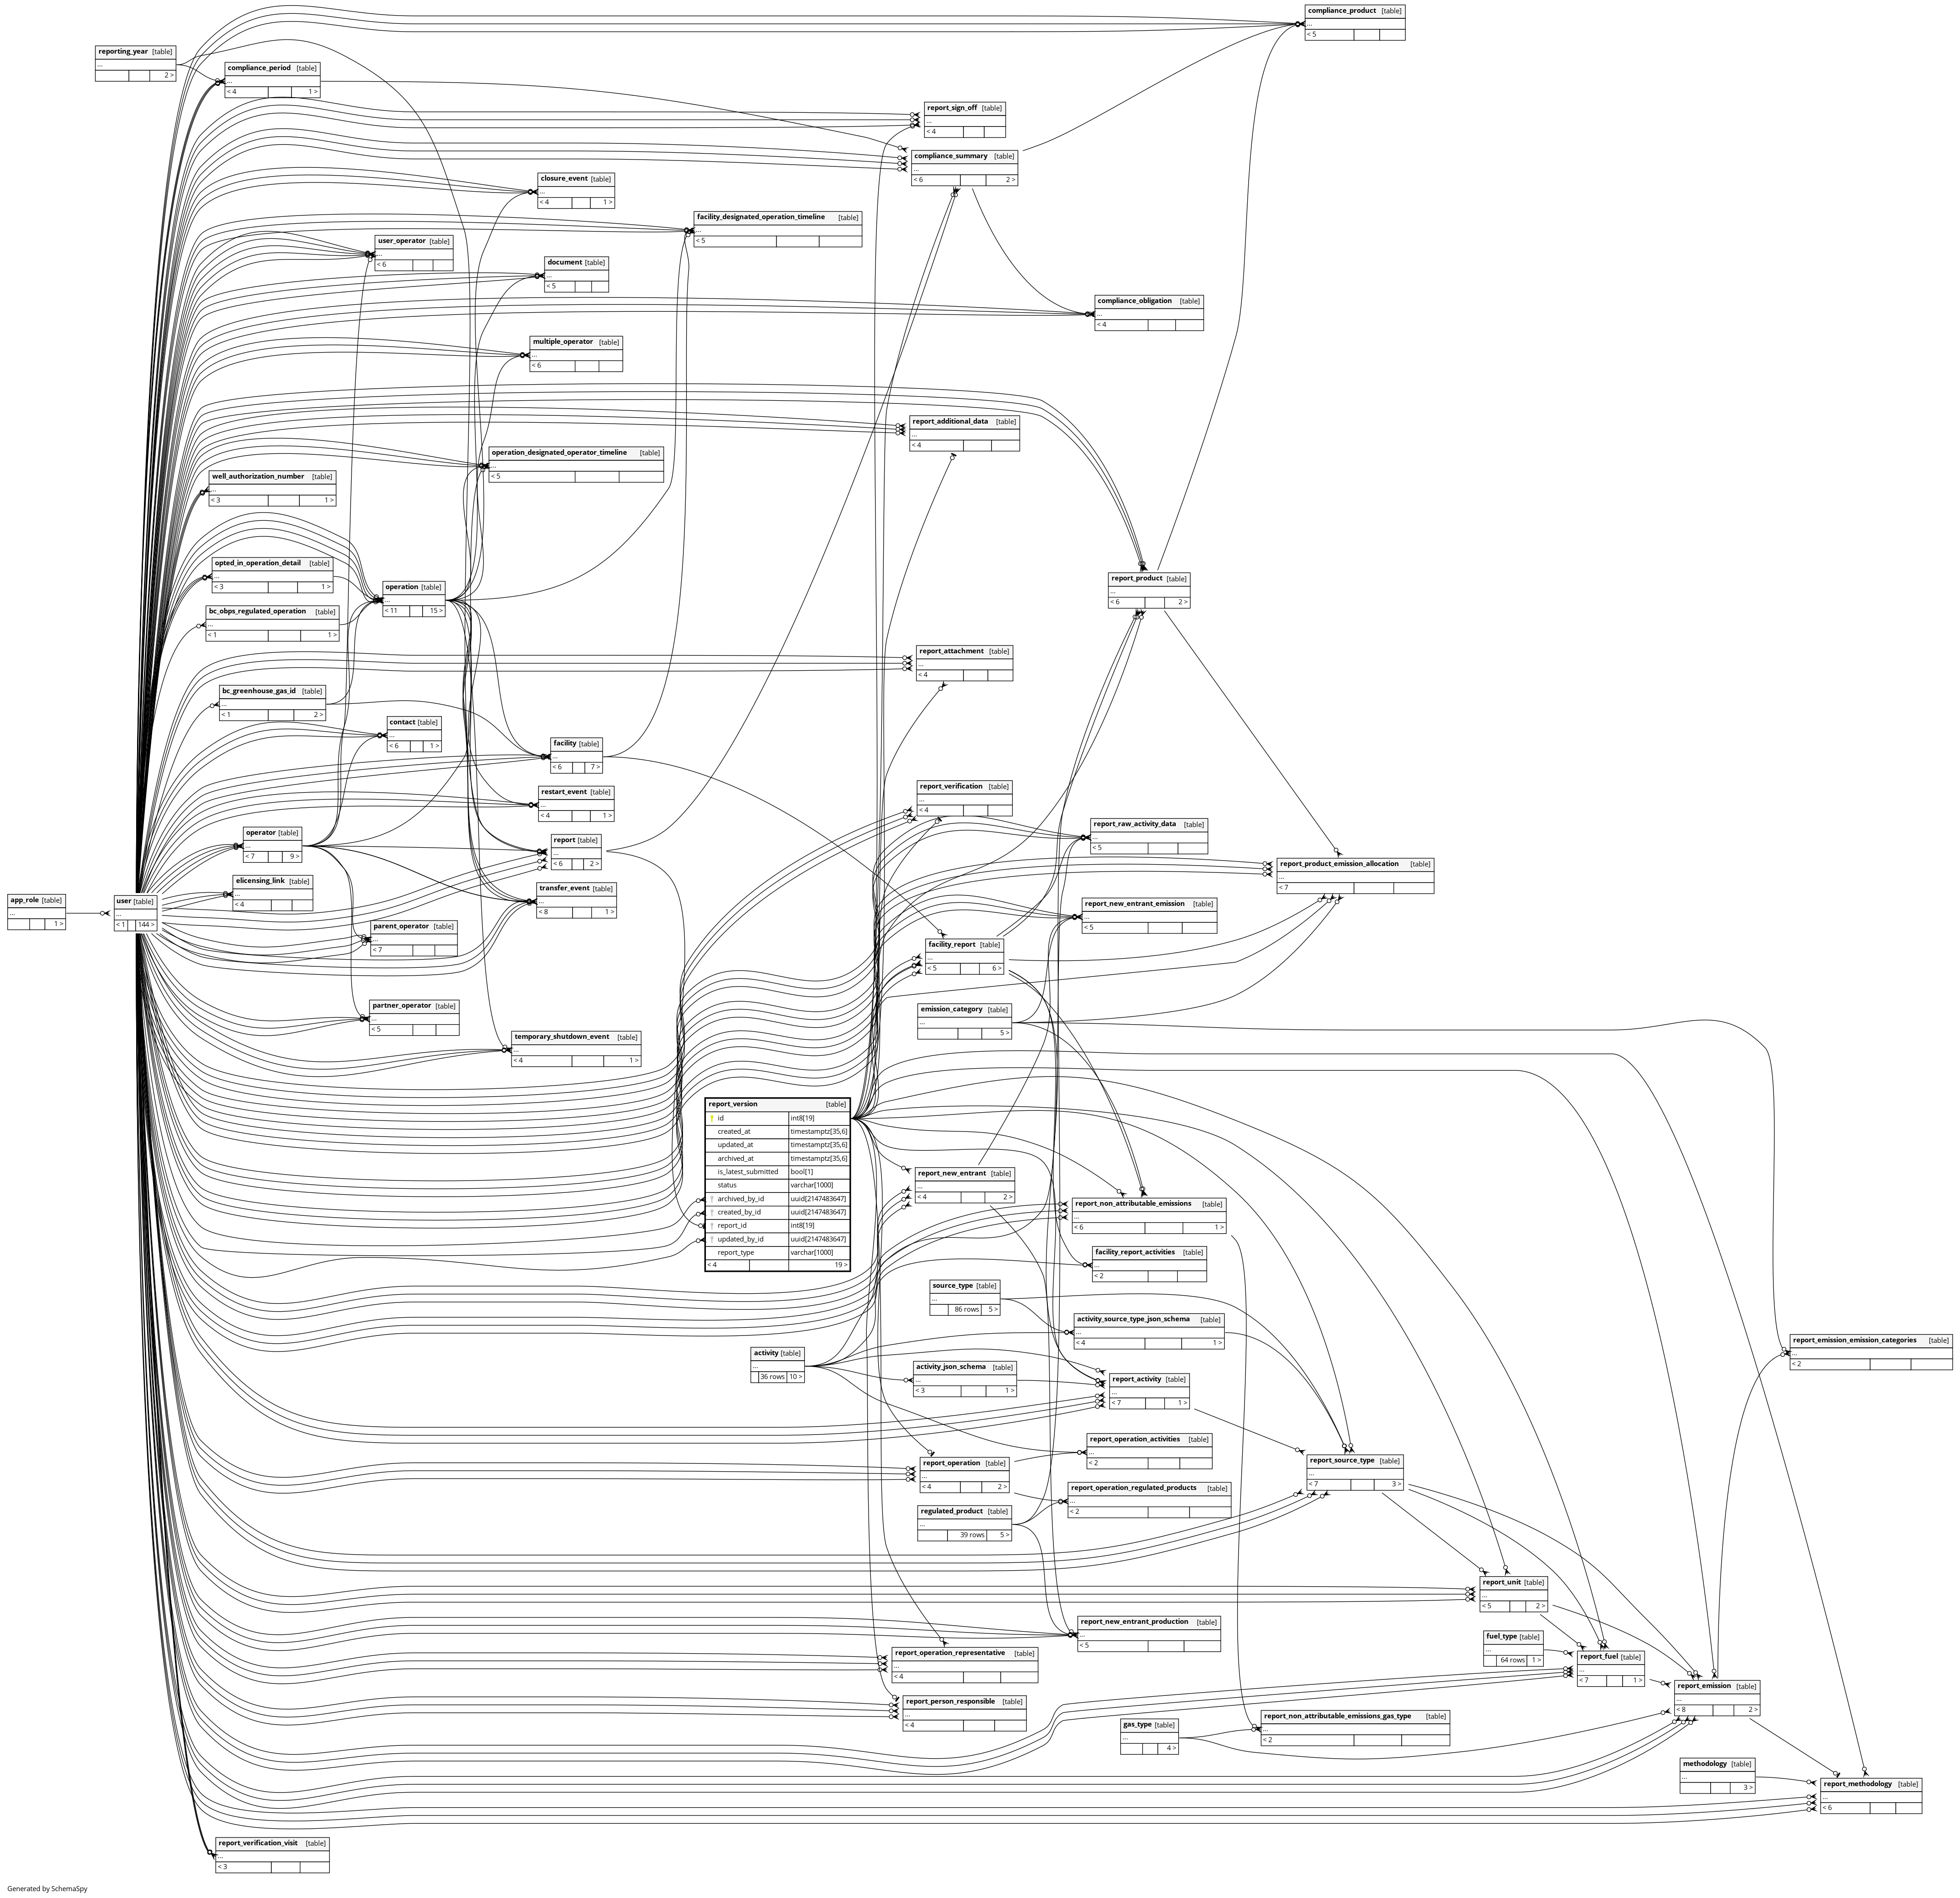 compliance_product [table]
...
< 5
reporting_year [table]
...
2 >
compliance_period [table]
...
< 4 1 >
report_sign_off [table]
...
< 4
compliance_summary [table]
...
< 6 2 >
closure_event [table]
...
< 4 1 >
facility_designated_operation_timeline [table]
...
< 5
user_operator [table]
...
< 6
document [table]
...
< 5
compliance_obligation [table]
...
< 4
multiple_operator [table]
...
< 6
report_additional_data [table]
...
< 4
operation_designated_operator_timeline [table]
...
< 5
well_authorization_number [table]
...
< 3 1 >
opted_in_operation_detail [table]
...
< 3 1 >
operation [table]
...
< 11 15 >
report_product [table]
...
< 6 2 >
bc_obps_regulated_operation [table]
...
< 1 1 >
report_attachment [table]
...
< 4
bc_greenhouse_gas_id [table]
...
< 1 2 >
contact [table]
...
< 6 1 >
facility [table]
...
< 6 7 >
report_verification [table]
...
< 4
restart_event [table]
...
< 4 1 >
report_raw_activity_data [table]
...
< 5
operator [table]
...
< 7 9 >
report [table]
...
< 6 2 >
report_product_emission_allocation [table]
...
< 7
elicensing_link [table]
...
< 4
transfer_event [table]
...
< 8 1 >
app_role [table]
...
1 >
user [table]
...
< 1 144 >
report_new_entrant_emission [table]
...
< 5
parent_operator [table]
...
< 7
facility_report [table]
...
< 5 6 >
partner_operator [table]
...
< 5
emission_category [table]
...
5 >
temporary_shutdown_event [table]
...
< 4 1 >
report_version [table]
id int8[19]
created_at timestamptz[35,6]
updated_at timestamptz[35,6]
archived_at timestamptz[35,6]
is_latest_submitted bool[1]
status varchar[1000]
archived_by_id uuid[2147483647]
created_by_id uuid[2147483647]
report_id int8[19]
updated_by_id uuid[2147483647]
report_type varchar[1000]
< 4 19 >
report_new_entrant [table]
...
< 4 2 >
report_non_attributable_emissions [table]
...
< 6 1 >
facility_report_activities [table]
...
< 2
source_type [table]
...
86 rows 5 >
activity_source_type_json_schema [table]
...
< 4 1 >
report_emission_emission_categories [table]
...
< 2
activity [table]
...
36 rows 10 >
activity_json_schema [table]
...
< 3 1 >
report_activity [table]
...
< 7 1 >
report_operation_activities [table]
...
< 2
report_operation [table]
...
< 4 2 >
report_source_type [table]
...
< 7 3 >
report_operation_regulated_products [table]
...
< 2
regulated_product [table]
...
39 rows 5 >
report_unit [table]
...
< 5 2 >
report_new_entrant_production [table]
...
< 5
fuel_type [table]
...
64 rows 1 >
report_operation_representative [table]
...
< 4
report_fuel [table]
...
< 7 1 >
report_emission [table]
...
< 8 2 >
report_person_responsible [table]
...
< 4
report_non_attributable_emissions_gas_type [table]
...
< 2
gas_type [table]
...
4 >
methodology [table]
...
3 >
report_methodology [table]
...
< 6
report_verification_visit [table]
...
< 3
Generated by SchemaSpy